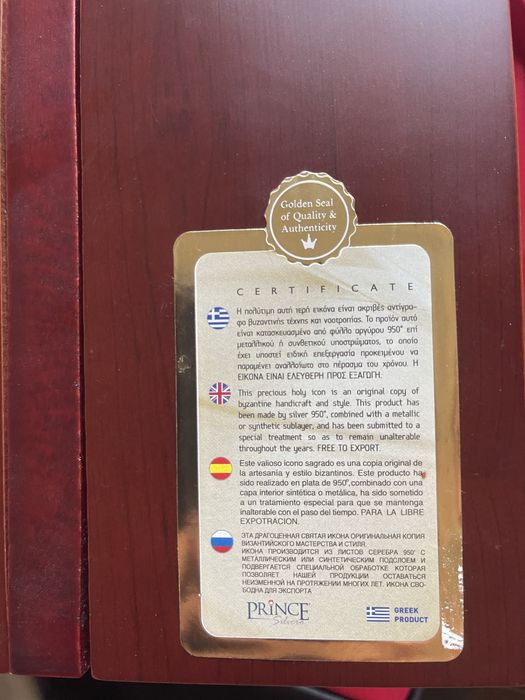 Golden Seal
of Quality &
Authenticity
CERTIFICATE
Η πολύτιμη αυτή ιερή εικόνα είναι ακριβές αντίγρα-
φο βυζαντινής τέχνης και νοοτροπίας. Το προϊόν αυτό
είναι κατασκευασμένο από φύλλο αργύρου 950° επί
μεταλλικού ή συνθετικού υποστρώματος, το οποίο
έχει υποστεί ειδική επεξεργασία προκειμένου να
παραμένει αναλλοίωτο στο πέρασμα του χρόνου. Η
ΕΙΚΟΝΑ ΕΙΝΑΙ ΕΛΕΥΘΕΡΗ ΠΡΟΣ ΕΞΑΓΩΓΗ.
This precious holy icon is an original copy of
byzantine handicraft and style. This product has
been made by silver 950°, combined with a metallic
or synthetic sublayer, and has been submitted to a
special treatment so as to remain unalterable
throughout the years. FREE TO EXPORT.
Este valioso icono sagrado es una copia original de
la artesania y estilo bizantinos. Este producto ha
sido realizado en plata de 950°,combinado con una
capa interior sintética o metálica, ha sido sometido
a un tratamiento especial para que se mantenga
inalterable con el paso del tiempo. PARA LA LIBRE
EXPOTRACION.
ЭТА ДРАГОЦЕННАЯ СВЯТАЯ ИКОНА ОРИГИНАЛЬНАЯ КОПИЯ
ВИЗАНТИЙСКОГО МАСТЕРСТВА И СТИЛЯ.
ИКОНА ПРОИЗВОДИТСЯ ИЗ ЛИСТОВ СЕРЕБРА 950° С
МЕТАЛЛИЧЕСКИМ ИЛИ СИНТЕТИЧЕСКИМ ПОДСЛОЕМ И
ПОДВЕРГАЕТСЯ СПЕЦИАЛЬНОЙ ОБРАБОТКЕ КОТОРАЯ
ПОЗВОЛЯЕТ НАШЕЙ ПРОДУКЦИИ ОСТАВАТЬСЯ
НЕИЗМЕННОЙ НА ПРОТЯЖЕНИИ МНОГИХ ЛЕТ. ИКОНА СВО-
БОДНА ДЛЯ ЭКСПОРТА
PRINCE
Silvero
GREEK
PRODUCT